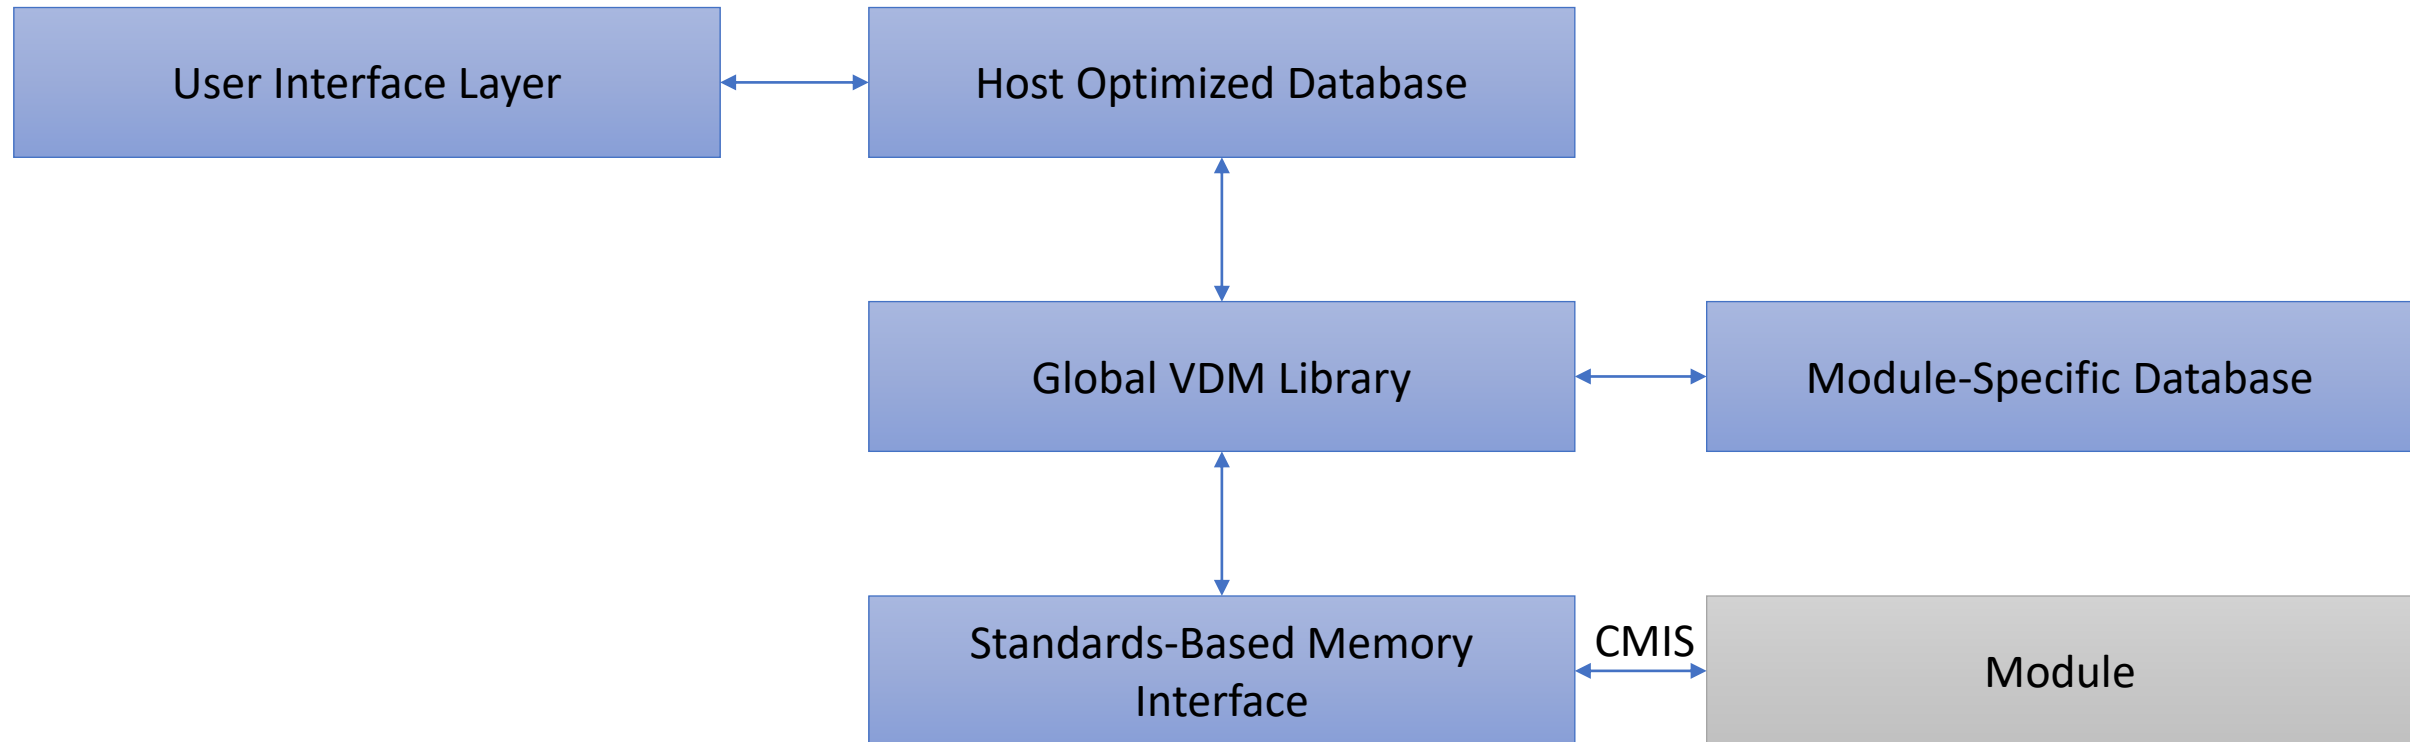 User Interface Layer
Host Optimized Database
Global VDM Library
Module-Specific Database
Standards-Based Memory
Interface
CMIS
Module